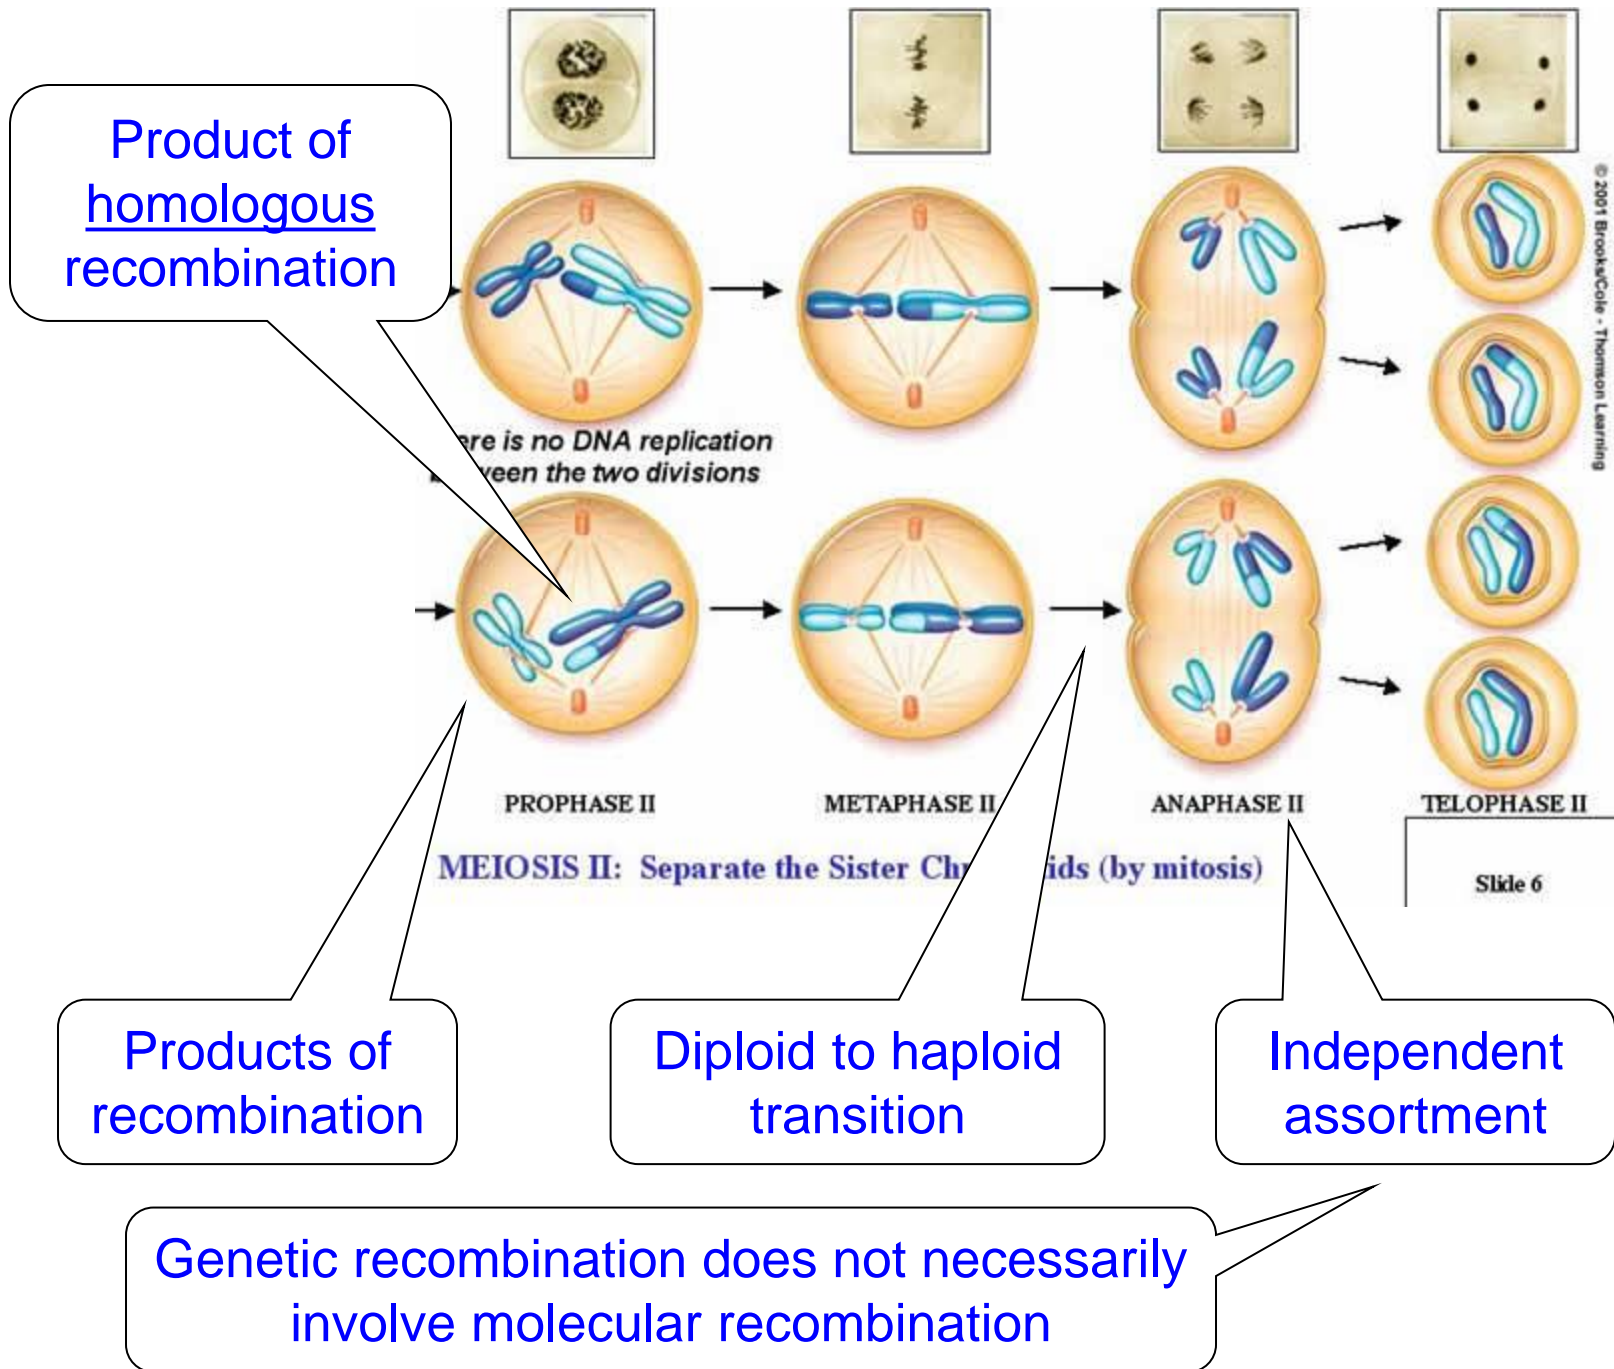 Product of
homologous
recombination
© 2001 Brooks/Cole - Thomson Learning
ere is no DNA replication
ween the two divisions
PROPHASE II
METAPHASE II
ANAPHASE II
TELOPHASE II
MEIOSIS II: Separate the Sister Ch ids (by mitosis)
Slide 6
Products of
recombination
Diploid to haploid
transition
Independent
assortment
Genetic recombination does not necessarily
involve molecular recombination